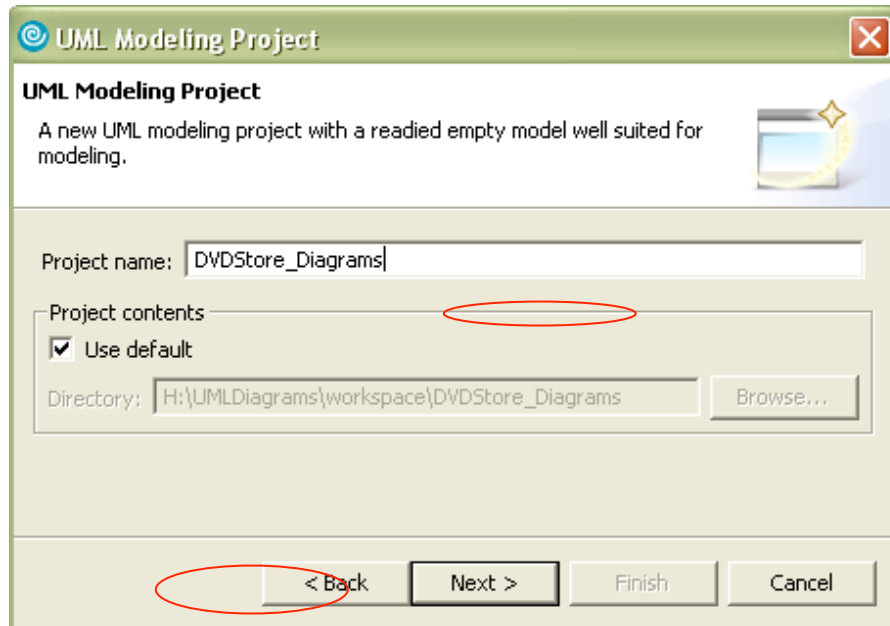 UML Modeling Project
UML Modeling Project
A new UML modeling project with a readied empty model well suited for
modeling.
Project name: DVDStore_Diagrams
Project contents
Use default
Directory: H:\UMLDiagrams\workspace\DVDStore_Diagrams Browse...
< Back Next > Finish Cancel